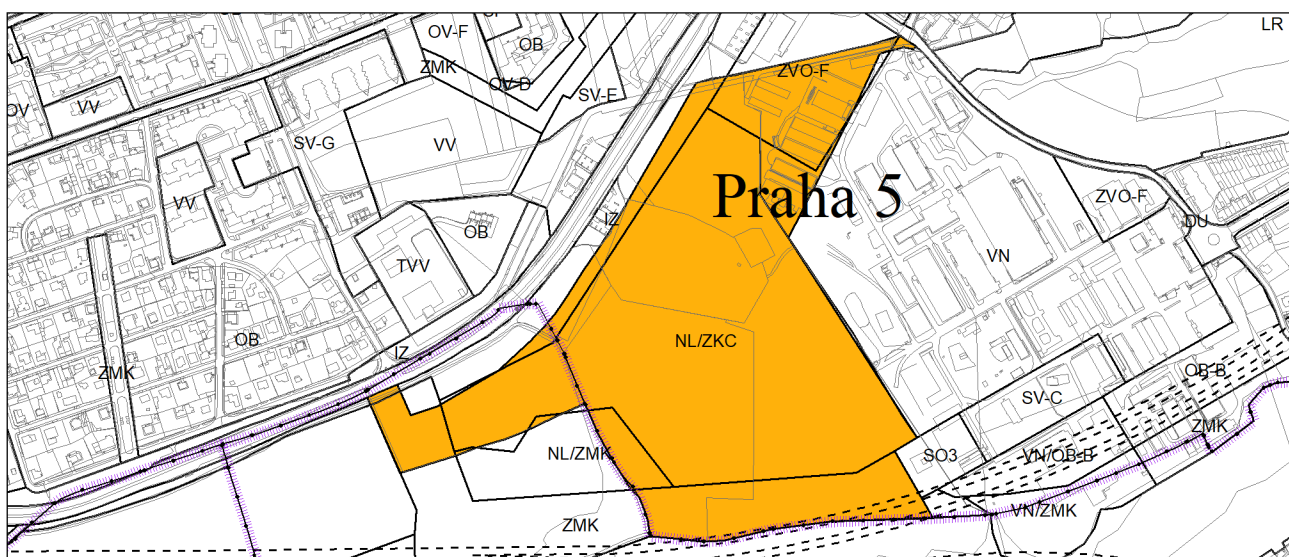 LR
OV-F
OB
ZMK
ZVO-F
OV-D
SV-E
VV
OV
SV-G
VV
Praha 5
VV
ZVO-F
IZ
DU
OB
VN
TVV
OB
NL/ZKC
IZ
ZMK
OB-B
SV-C
ZMK
NL/ZMK
SO3
VN/OB-B
VN/ZMK
ZMK